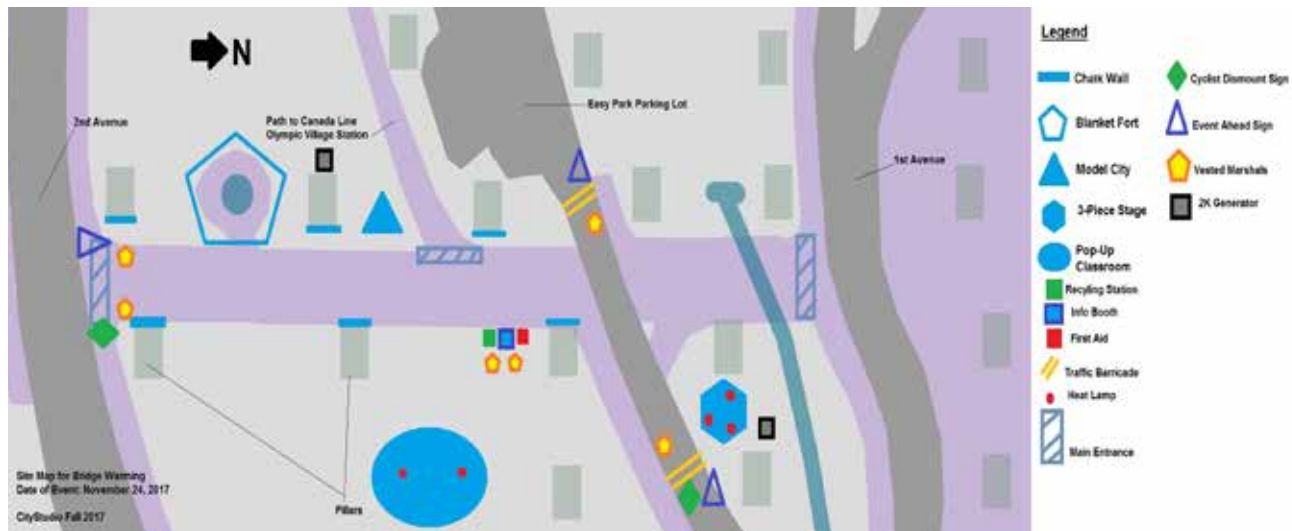 N
2nd Avenue
Path to Canada Line
Olympic Village Station
Easy Park Parking Lot
1st Avenue
Pillars
Site Map for Bridge Warming
Date of Event: November 24, 2017
CityStudio Fall 2017
Legend
Chalk Wall
Blanket Fort
Model City
3-Piece Stage
Pop-Up
Classroom
Recyling Station
Info Booth
First Aid
Traffic Barricade
Heat Lamp
Main Entrance
Cyclist Dismount Sign
Event Ahead Sign
Vested Marshals
2K Generator